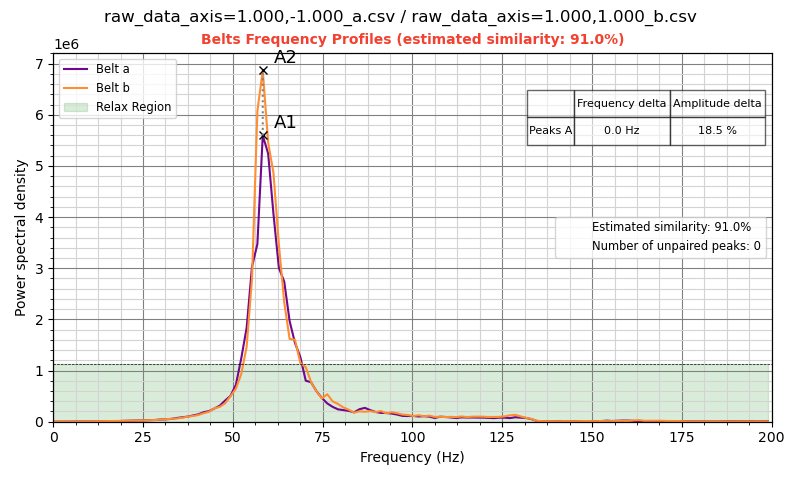 raw_data_axis=1.000,-1.000_a.csv / raw_data_axis=1.000,1.000_b.csv
Belts Frequency Profiles (estimated similarity: 91.0%)
1e6
Belt a
Belt b
Relax Region
A2
A1
Frequency delta Amplitude delta
Peaks A 0.0 Hz 18.5 %
Estimated similarity: 91.0%
Number of unpaired peaks: 0
Power spectral density
7
6
5
4
3
2
1
0
0 25 50 75 100 125 150 175 200
Frequency (Hz)